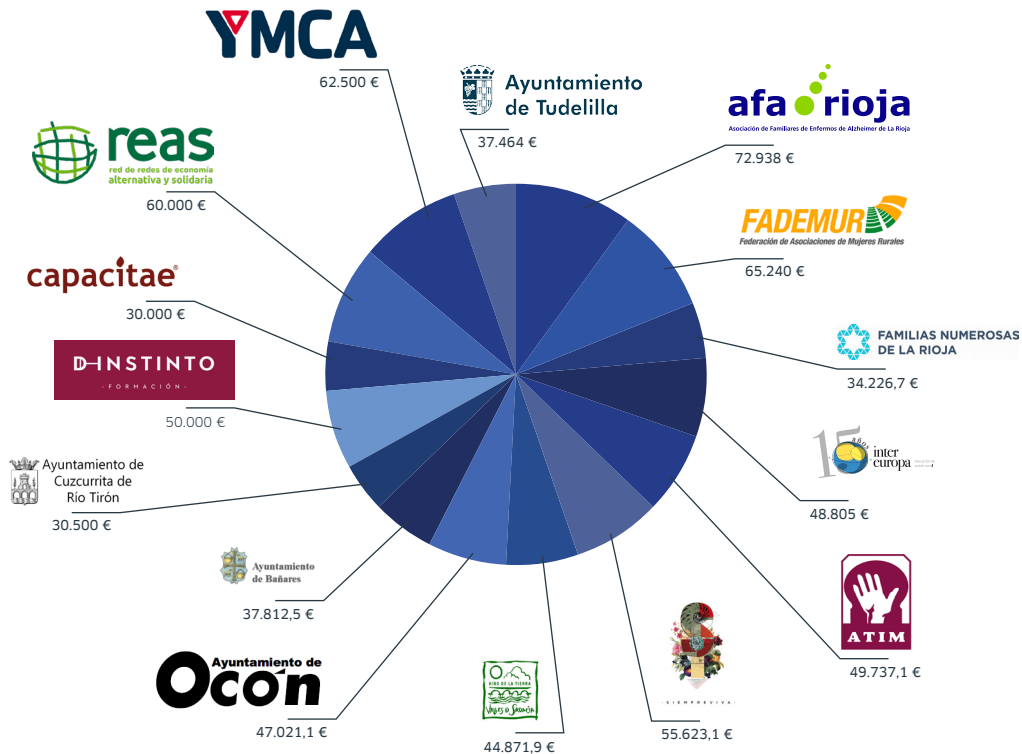 YMCA
62.500 €
Ayuntamiento
de Tudelilla
37.464 €
afa rioja
Asociación de Familiares de Enfermos de Alzheimer de La Rioja
72.938 €
reas
red de redes de economía
alternativa y solidaria
60.000 €
FADEMUR
Federación de Asociaciones de Mujeres Rurales
65.240 €
capacitae®
30.000 €
FAMILIAS NUMEROSAS
DE LA RIOJA
34.226,7 €
D-INSTINTO
-FORMACIÓN-
50.000 €
15 años
inter
europa
48.805 €
Ayuntamiento de
Cuzcurrita de
Río Tirón
30.500 €
Ayuntamiento
de Bañares
37.812,5 €
ATIM
49.737,1 €
Ayuntamiento de
Ocón
47.021,1 €
VINO DE LA TIERRA
VALLES DE SADACIA
44.871,9 €
·SIEMPREVIVA·
55.623,1 €